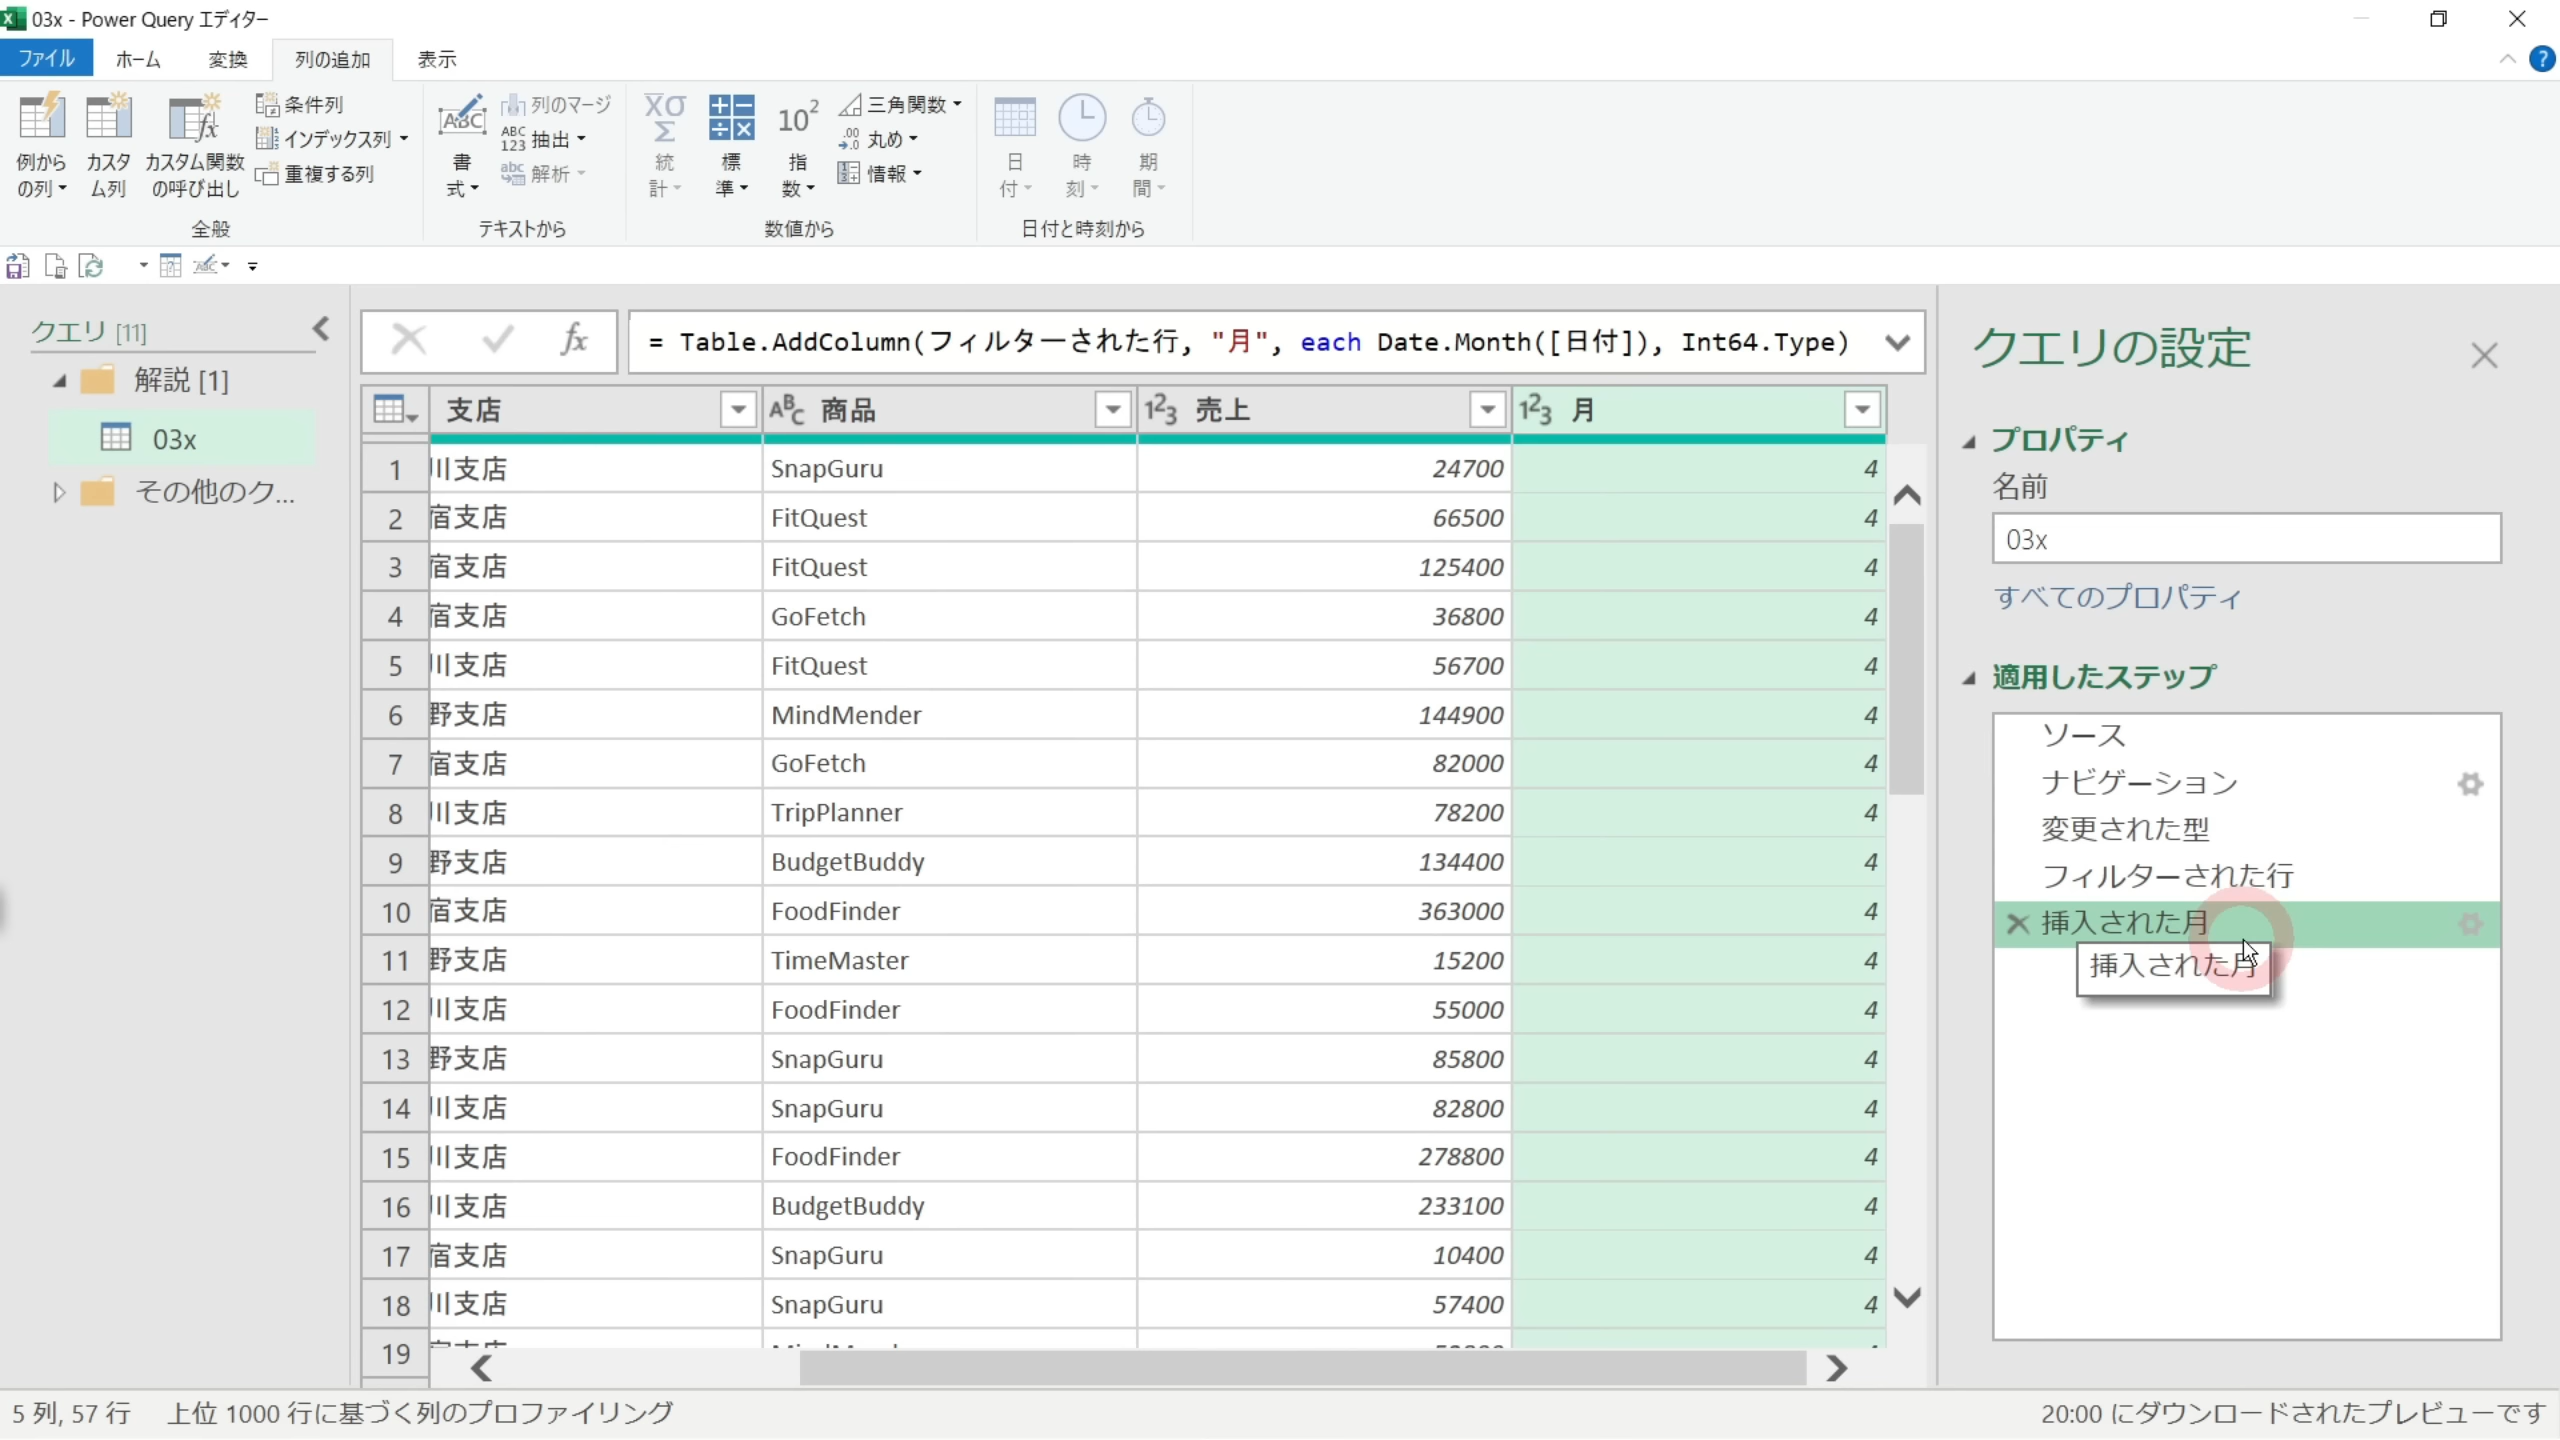 03x - Power Query エディター
ファイル ホーム 変換 列の追加 表示
例から
の列
カスタ
ム列
カスタム関数
の呼び出し
条件列
インデックス列
重複する列
全般
書
式
列のマージ
抽出
解析
テキストから
統
計
標
準
指
数
三角関数
丸め
情報
数値から
日
付
時
刻
期
間
日付と時刻から
クエリ [11]
解説 [1]
03x
その他のク...
= Table.AddColumn(フィルターされた行, "月", each Date.Month([日付]), Int64.Type)
支店 商品 売上 月
1 川支店 SnapGuru 24700 4
2 宿支店 FitQuest 66500 4
3 宿支店 FitQuest 125400 4
4 宿支店 GoFetch 36800 4
5 川支店 FitQuest 56700 4
6 野支店 MindMender 144900 4
7 宿支店 GoFetch 82000 4
8 川支店 TripPlanner 78200 4
9 野支店 BudgetBuddy 134400 4
10 宿支店 FoodFinder 363000 4
11 野支店 TimeMaster 15200 4
12 川支店 FoodFinder 55000 4
13 野支店 SnapGuru 85800 4
14 川支店 SnapGuru 82800 4
15 川支店 FoodFinder 278800 4
16 川支店 BudgetBuddy 233100 4
17 宿支店 SnapGuru 10400 4
18 川支店 SnapGuru 57400 4
19
クエリの設定
プロパティ
名前
03x
すべてのプロパティ
適用したステップ
ソース
ナビゲーション
変更された型
フィルターされた行
挿入された月
挿入された月
5 列, 57 行 上位 1000 行に基づく列のプロファイリング
20:00 にダウンロードされたプレビューです